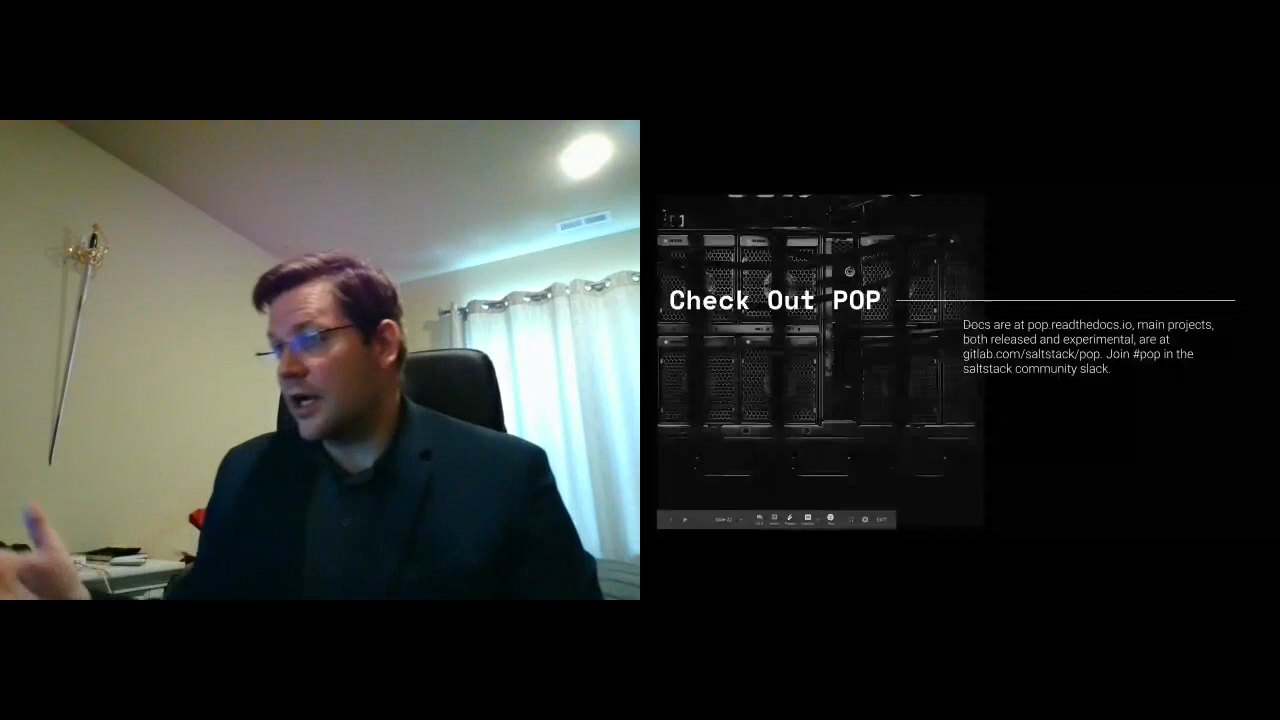 Check Out POP
Docs are at pop.readthedocs.io, main projects,
both released and experimental, are at
gitlab.com/saltstack/pop. Join #pop in the
saltstack community slack.